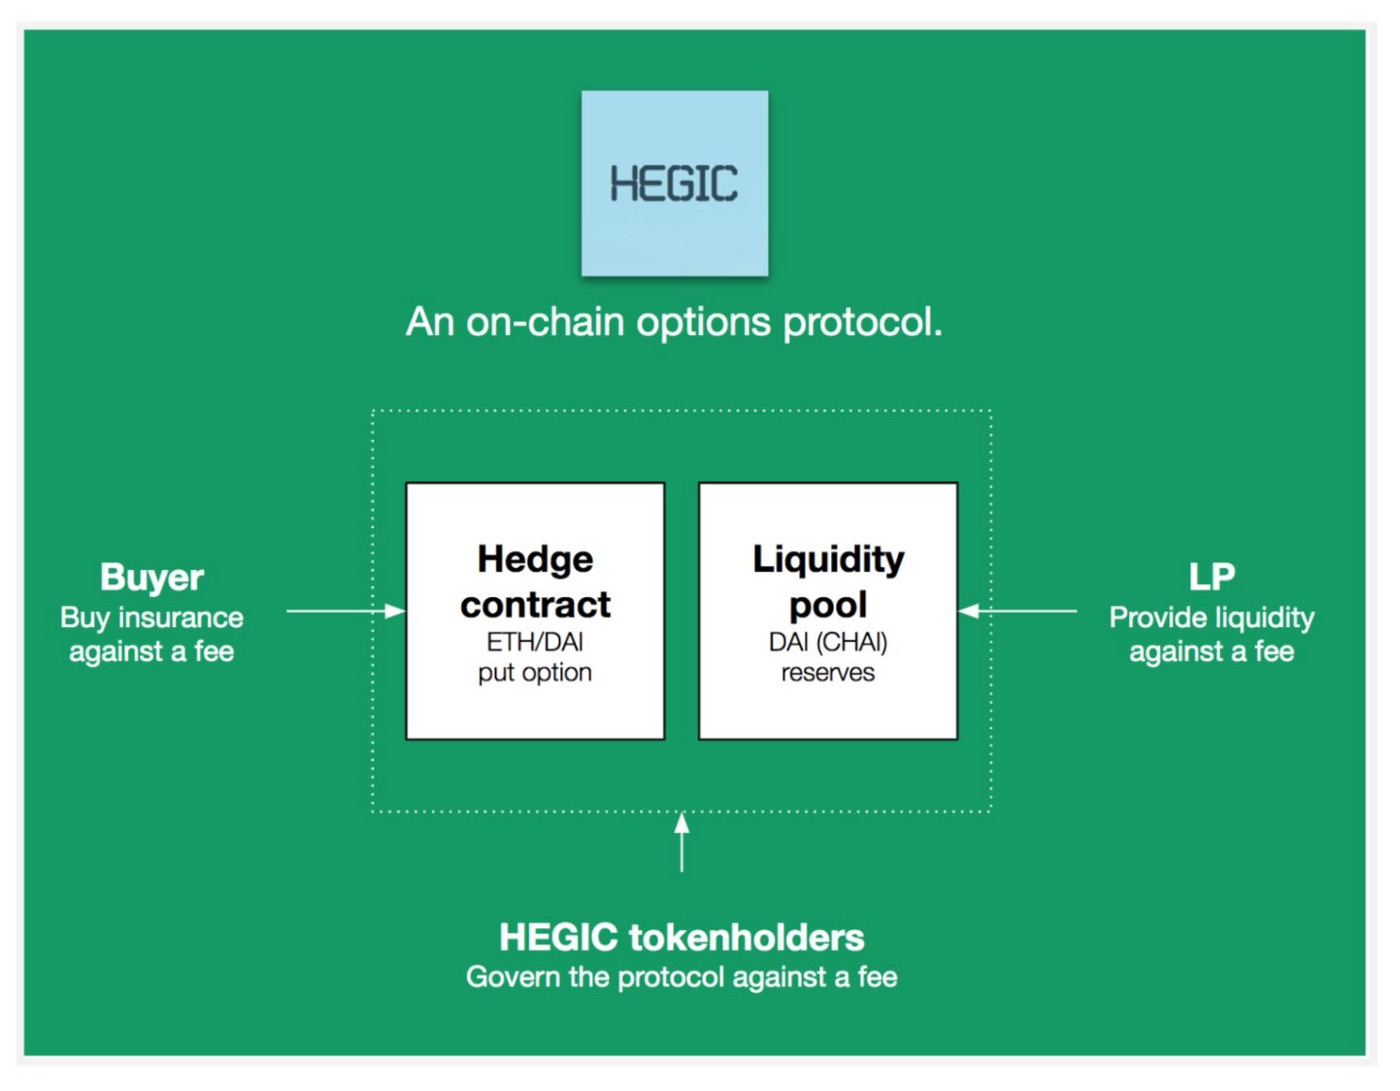 HEGIC
An on-chain options protocol.
Buyer
Buy insurance
against a fee
Hedge
contract
ETH/DAI
put option
Liquidity
pool
DAI (CHAI)
reserves
LP
Provide liquidity
against a fee
HEGIC tokenholders
Govern the protocol against a fee